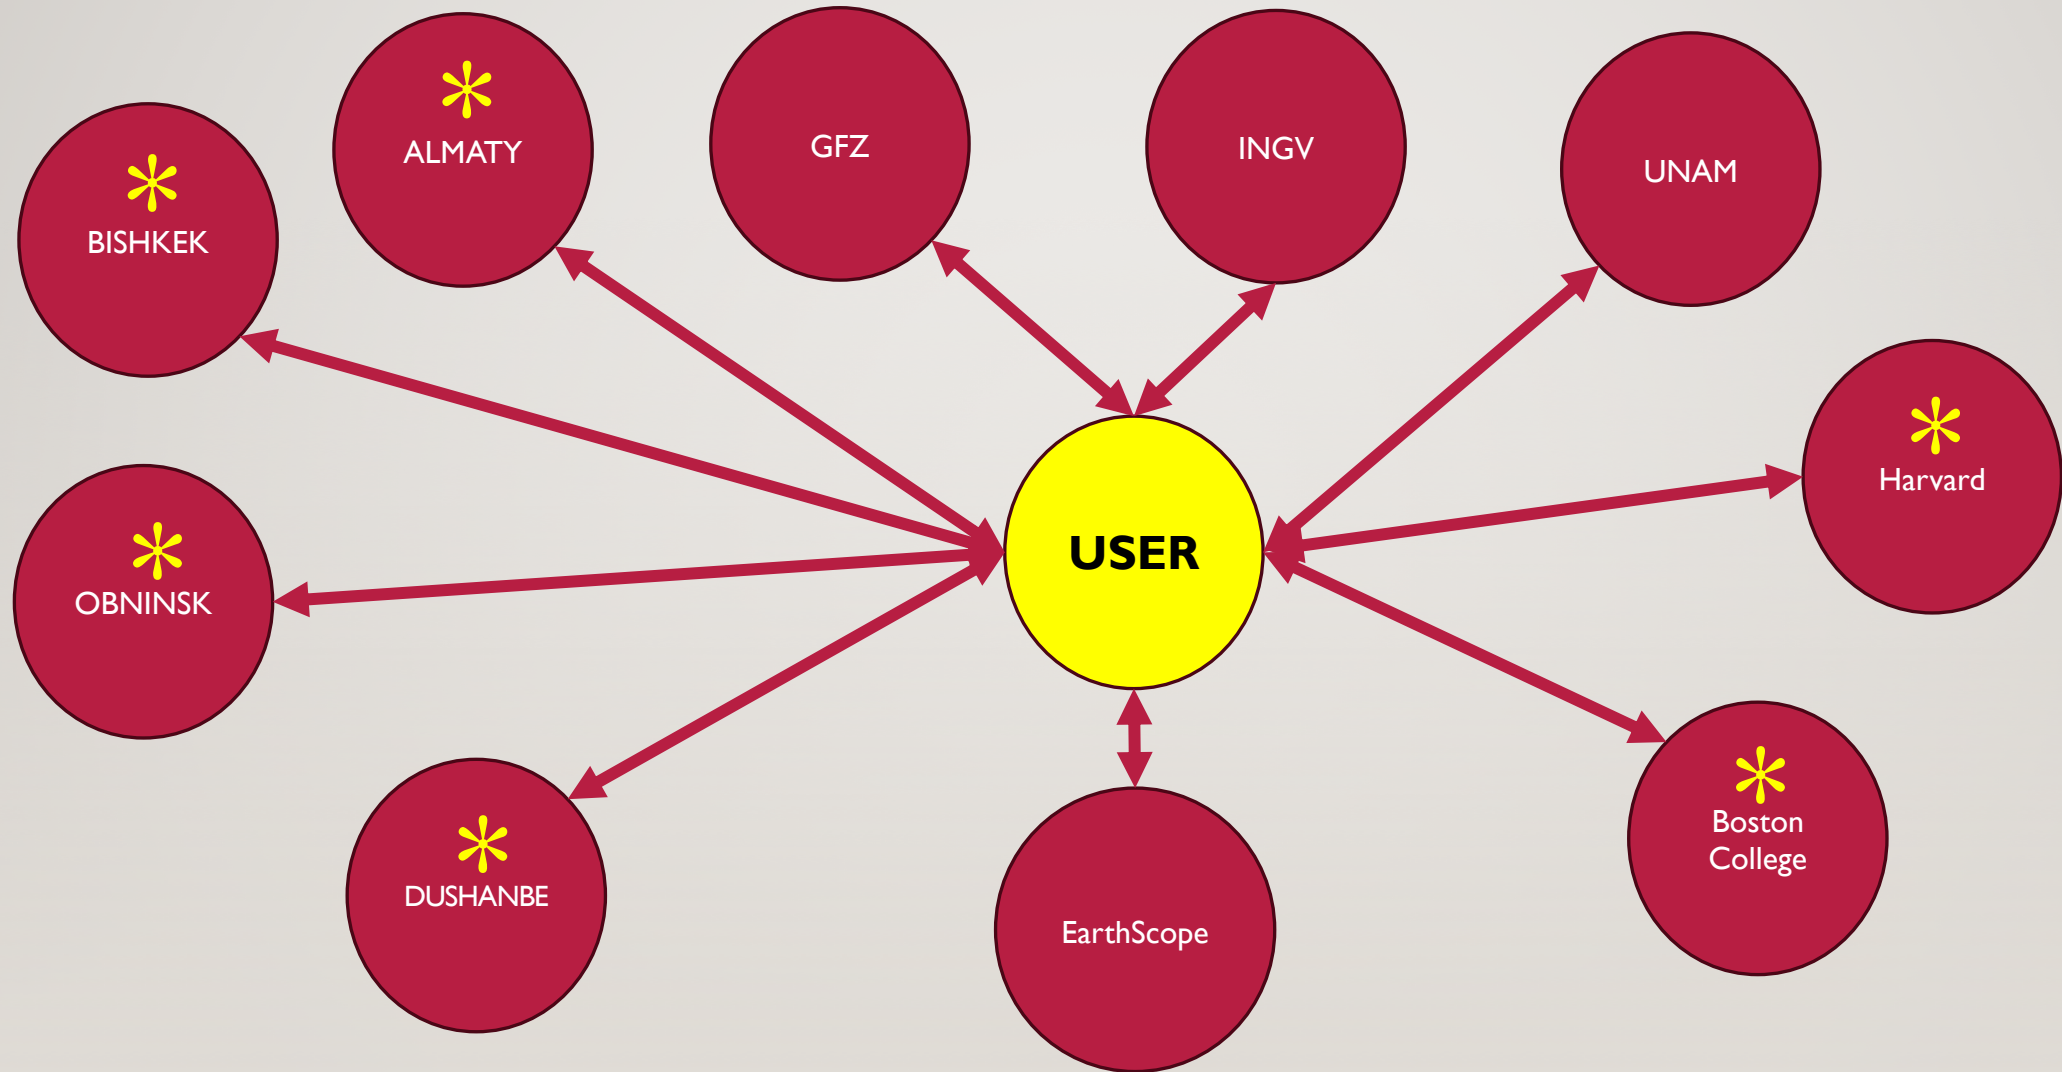 ALMATY
GFZ
INGV
UNAM
BISHKEK
Harvard
USER
OBNINSK
Boston
College
DUSHANBE
EarthScope